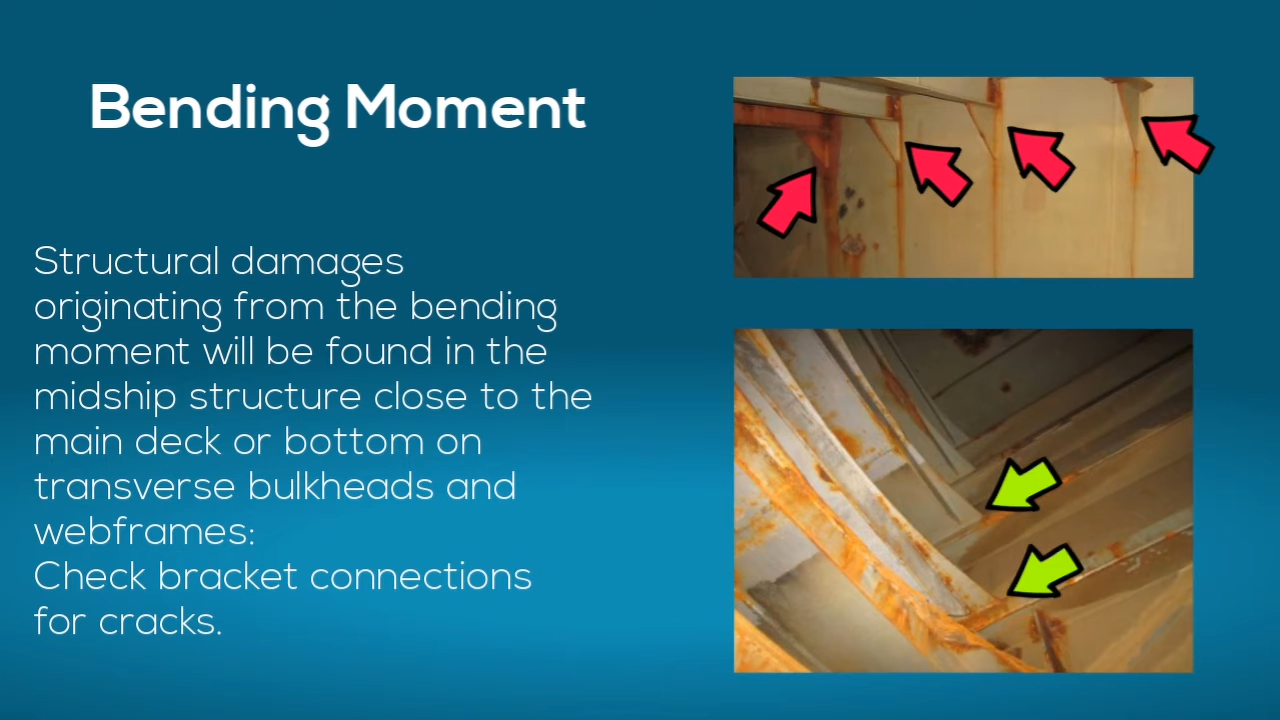 Bending Moment
Structural damages
originating from the bending
moment will be found in the
midship structure close to the
main deck or bottom on
transverse bulkheads and
webframes:
Check bracket connections
for cracks.